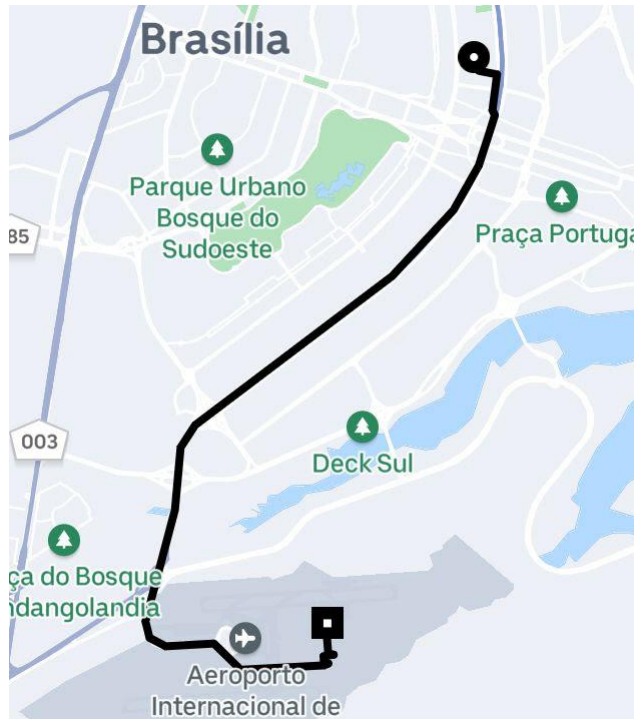 Brasília
Parque Urbano
Bosque do
Sudoeste
85
Praça Portuga
003
Deck Sul
ça do Bosque
ndangolandia
Aeroporto
Internacional de